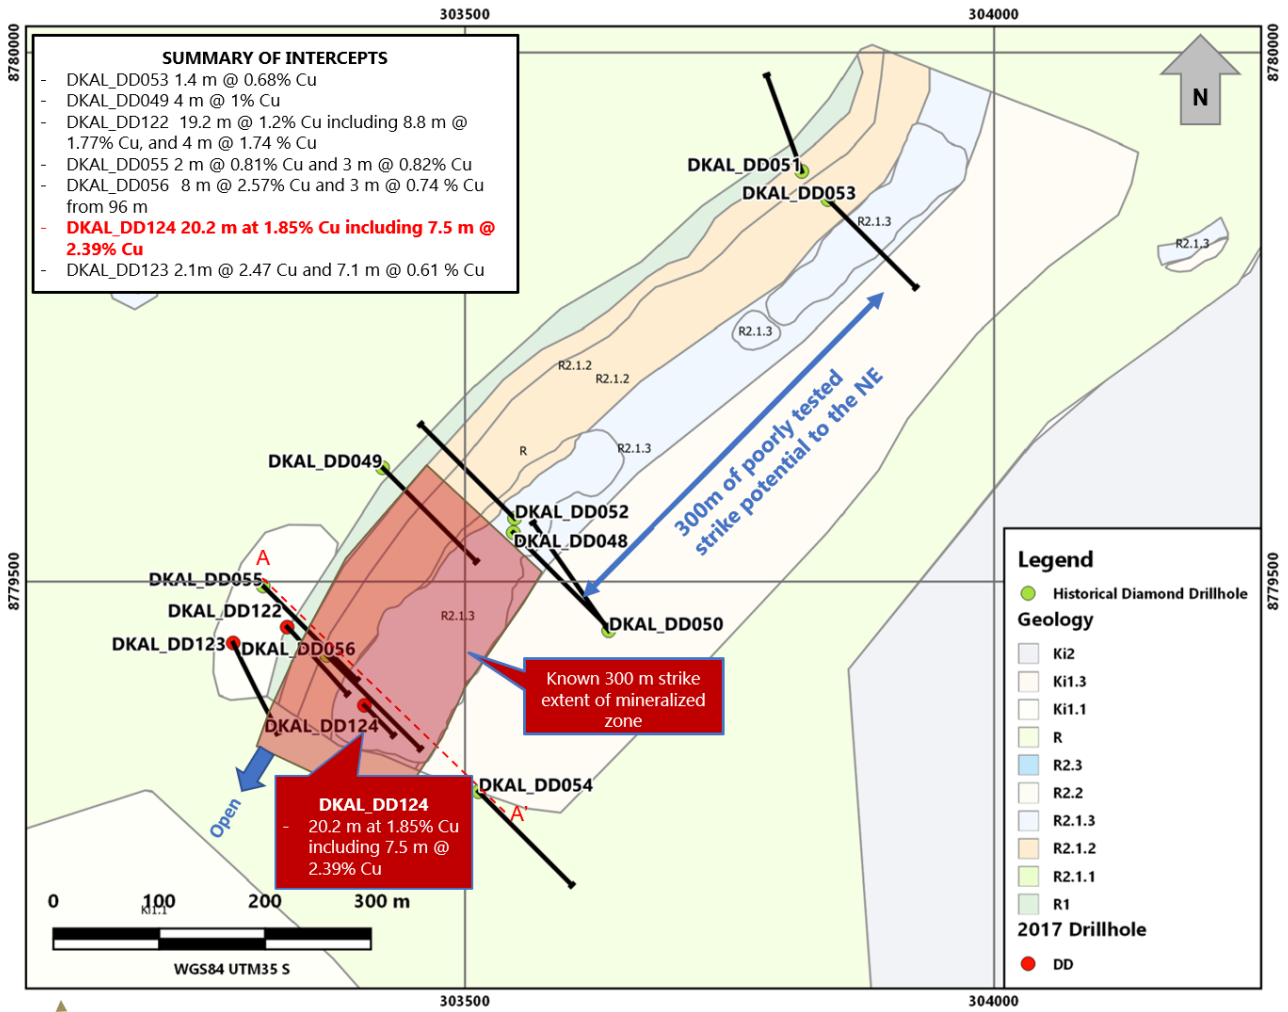 303500
304000
8780000
8780000
SUMMARY OF INTERCEPTS
- DKAL_DD053 1.4 m @ 0.68% Cu
- DKAL_DD049 4 m @ 1% Cu
- DKAL_DD122 19.2 m @ 1.2% Cu including 8.8 m @
1.77% Cu, and 4 m @ 1.74 % Cu
- DKAL_DD055 2 m @ 0.81% Cu and 3 m @ 0.82% Cu
- DKAL_DD056 8 m @ 2.57% Cu and 3 m @ 0.74 % Cu
from 96 m
- DKAL_DD124 20.2 m at 1.85% Cu including 7.5 m @
2.39% Cu
- DKAL_DD123 2.1m @ 2.47 Cu and 7.1 m @ 0.61 % Cu
N
DKAL_DD051
DKAL_DD053
R2.1.3
R2.1.3
R2.1.3
R2.1.2
R2.1.2
R
R2.1.3
300m of poorly tested
strike potential to the NE
DKAL_DD049
DKAL_DD052
DKAL_DD048
A
DKAL_DD055
8779500
8779500
DKAL_DD122
R2.1.3
DKAL_DD050
DKAL_DD123
DKAL_DD056
Known 300 m strike
extent of mineralized
zone
DKAL_DD124
DKAL_DD054
A'
Open
DKAL_DD124
- 20.2 m at 1.85% Cu
including 7.5 m @
2.39% Cu
0 100 200 300 m
Ki1.1
WGS84 UTM35 S
Legend
Historical Diamond Drillhole
Geology
Ki2
Ki1.3
Ki1.1
R
R2.3
R2.2
R2.1.3
R2.1.2
R2.1.1
R1
2017 Drillhole
DD
303500
304000